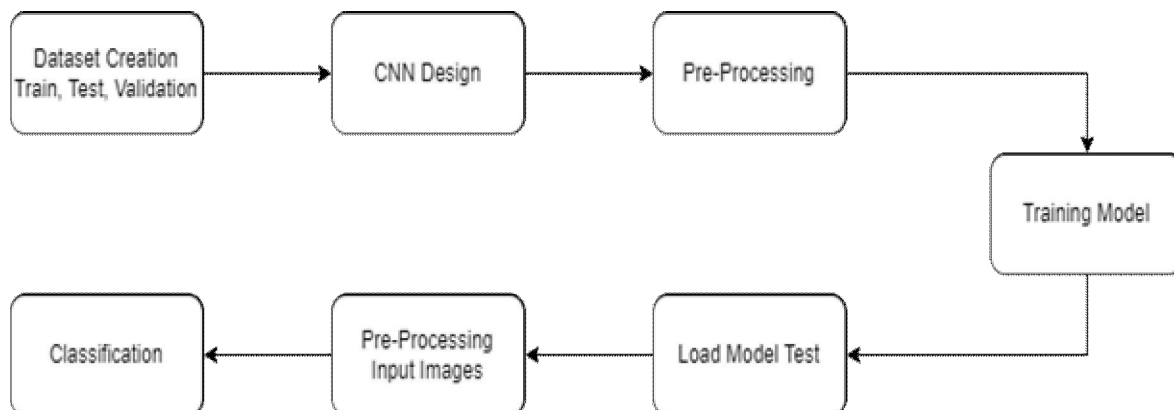 Dataset Creation
Train, Test, Validation
CNN Design
Pre-Processing
Training Model
Load Model Test
Pre-Processing
Input Images
Classification